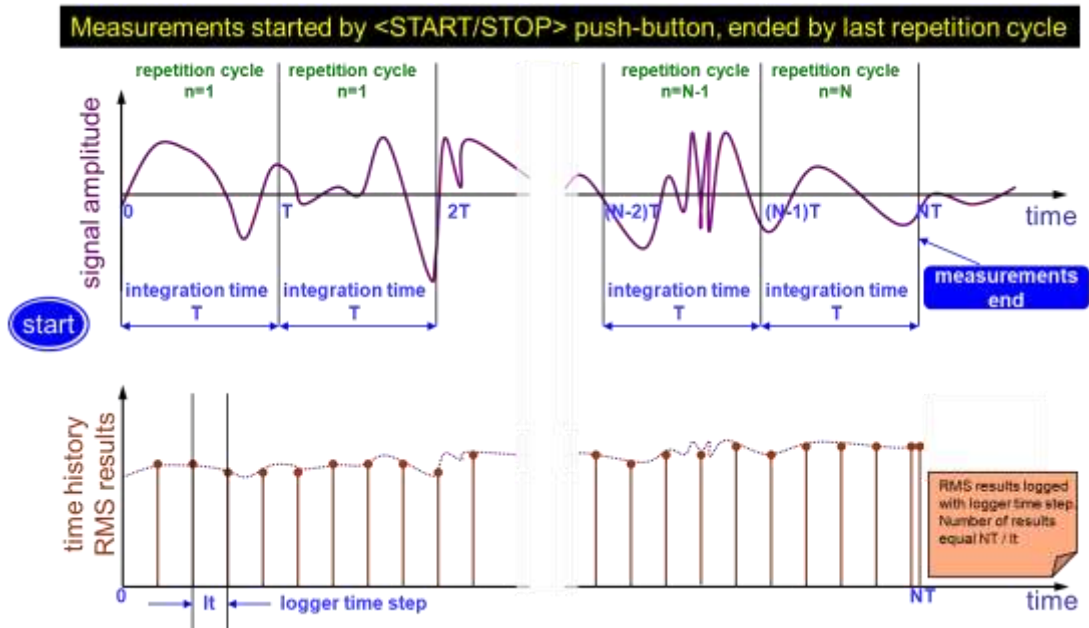 Measurements started by <START/STOP> push-button, ended by last repetition cycle
repetition cycle
n=1
repetition cycle
n=1
repetition cycle
n=N-1
repetition cycle
n=N
signal amplitude
0
T
2T
(N-2)T
(N-1)T
NT
time
integration time
T
integration time
T
integration time
T
integration time
T
measurements
end
start
time history
RMS results
RMS results logged
with logger time step.
Number of results
equal NT / lt
0
lt
logger time step
NT
time